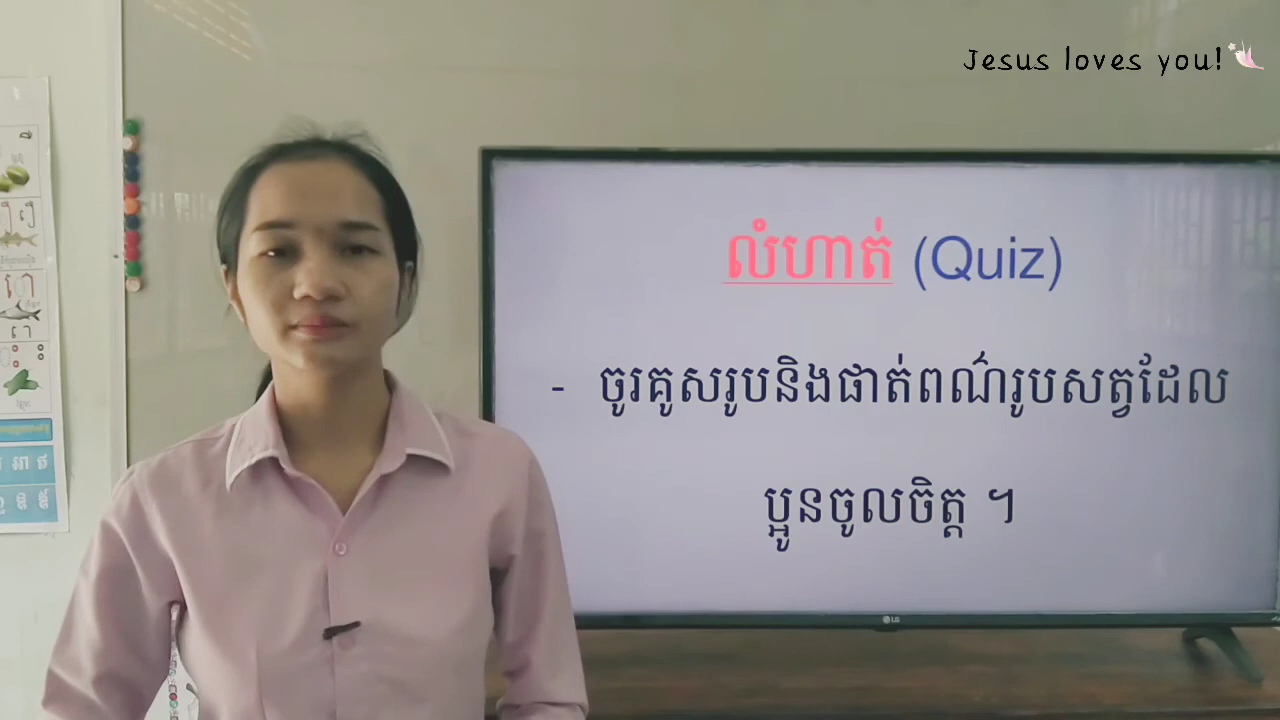 Jesus loves you!
លំហាត់ (Quiz)
- ចូរគូសរូបនិងផាត់ពណ៌រូបសត្វដែល
ប្អូនចូលចិត្ត ។
LG